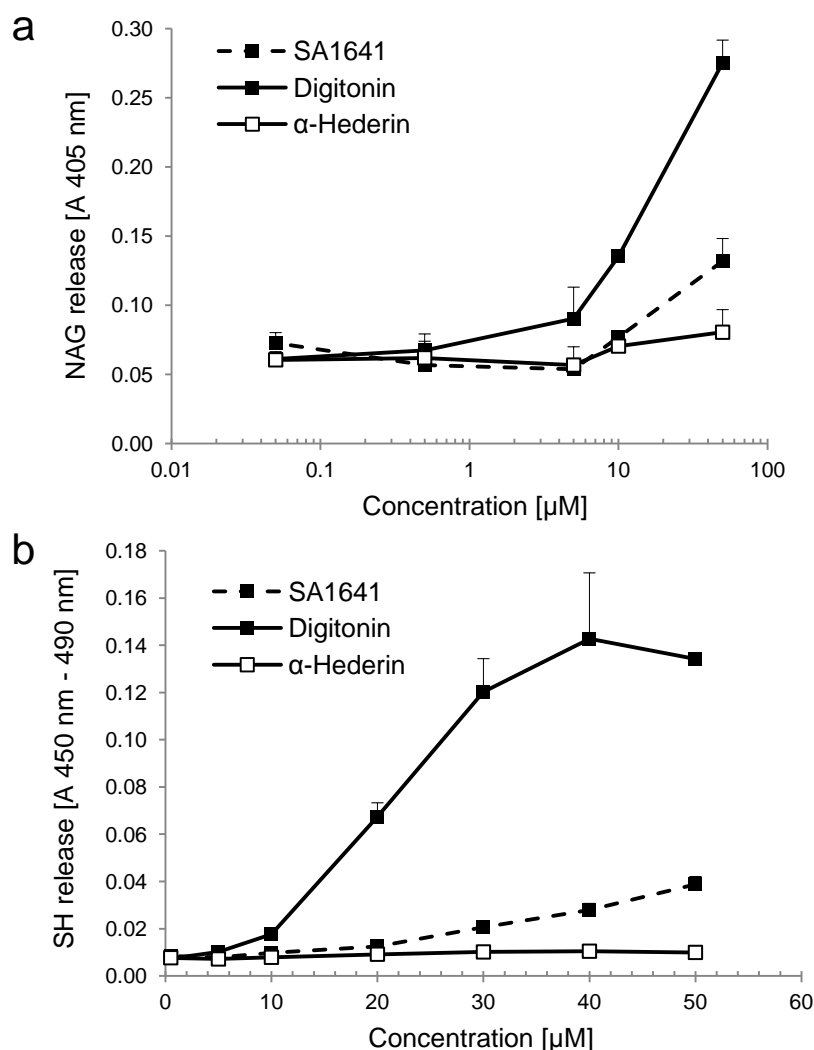 a
NAG release [A 405 nm]
0.30
0.25
0.20
0.15
0.10
0.05
0.00
SA1641
Digitonin
α-Hederin
0.01 0.1 1 10 100
Concentration [µM]
b
SH release [A 450 nm - 490 nm]
0.18
0.16
0.14
0.12
0.10
0.08
0.06
0.04
0.02
0.00
SA1641
Digitonin
α-Hederin
0 10 20 30 40 50 60
Concentration [µM]